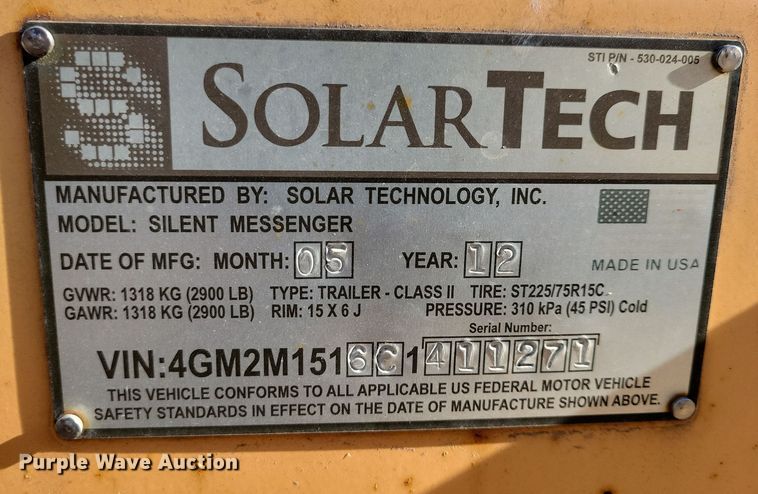 STI P/N - 530-024-005
SOLARTECH
MANUFACTURED BY: SOLAR TECHNOLOGY, INC.
MODEL: SILENT MESSENGER
DATE OF MFG: MONTH: 05 YEAR: 12
MADE IN USA
GVWR: 1318 KG (2900 LB) TYPE: TRAILER - CLASS II TIRE: ST225/75R15C
GAWR: 1318 KG (2900 LB) RIM: 15 X 6 J PRESSURE: 310 kPa (45 PSI) Cold
Serial Number:
VIN:4GM2M1516C1411271
THIS VEHICLE CONFORMS TO ALL APPLICABLE US FEDERAL MOTOR VEHICLE
SAFETY STANDARDS IN EFFECT ON THE DATE OF MANUFACTURE SHOWN ABOVE.
Purple Wave Auction